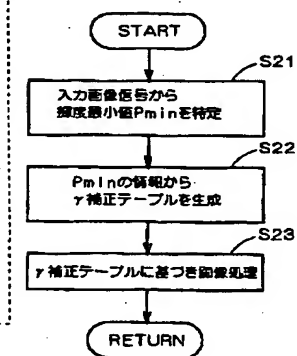 START
S21
入力画像信号から
輝度最小値Pminを特定
S22
Pminの情報から
γ補正テーブルを生成
S23
γ補正テーブルに基づき画像処理
RETURN